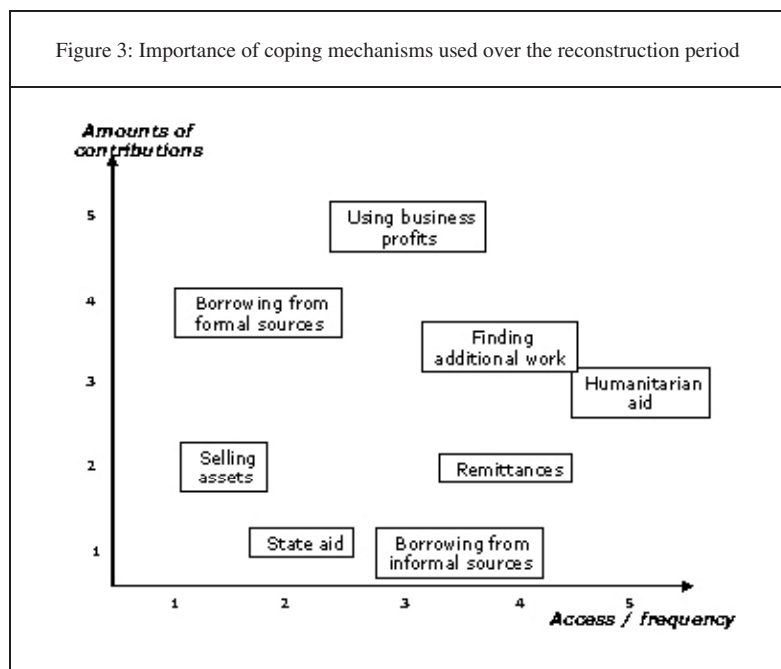 Figure 3: Importance of coping mechanisms used over the reconstruction period
Amounts of
contributions
5
Using business
profits
4
Borrowing from
formal sources
Finding
additional work
3
Humanitarian
aid
2
Selling
assets
Remittances
1
State aid
Borrowing from
informal sources
1 2 3 4 5
Access / frequency